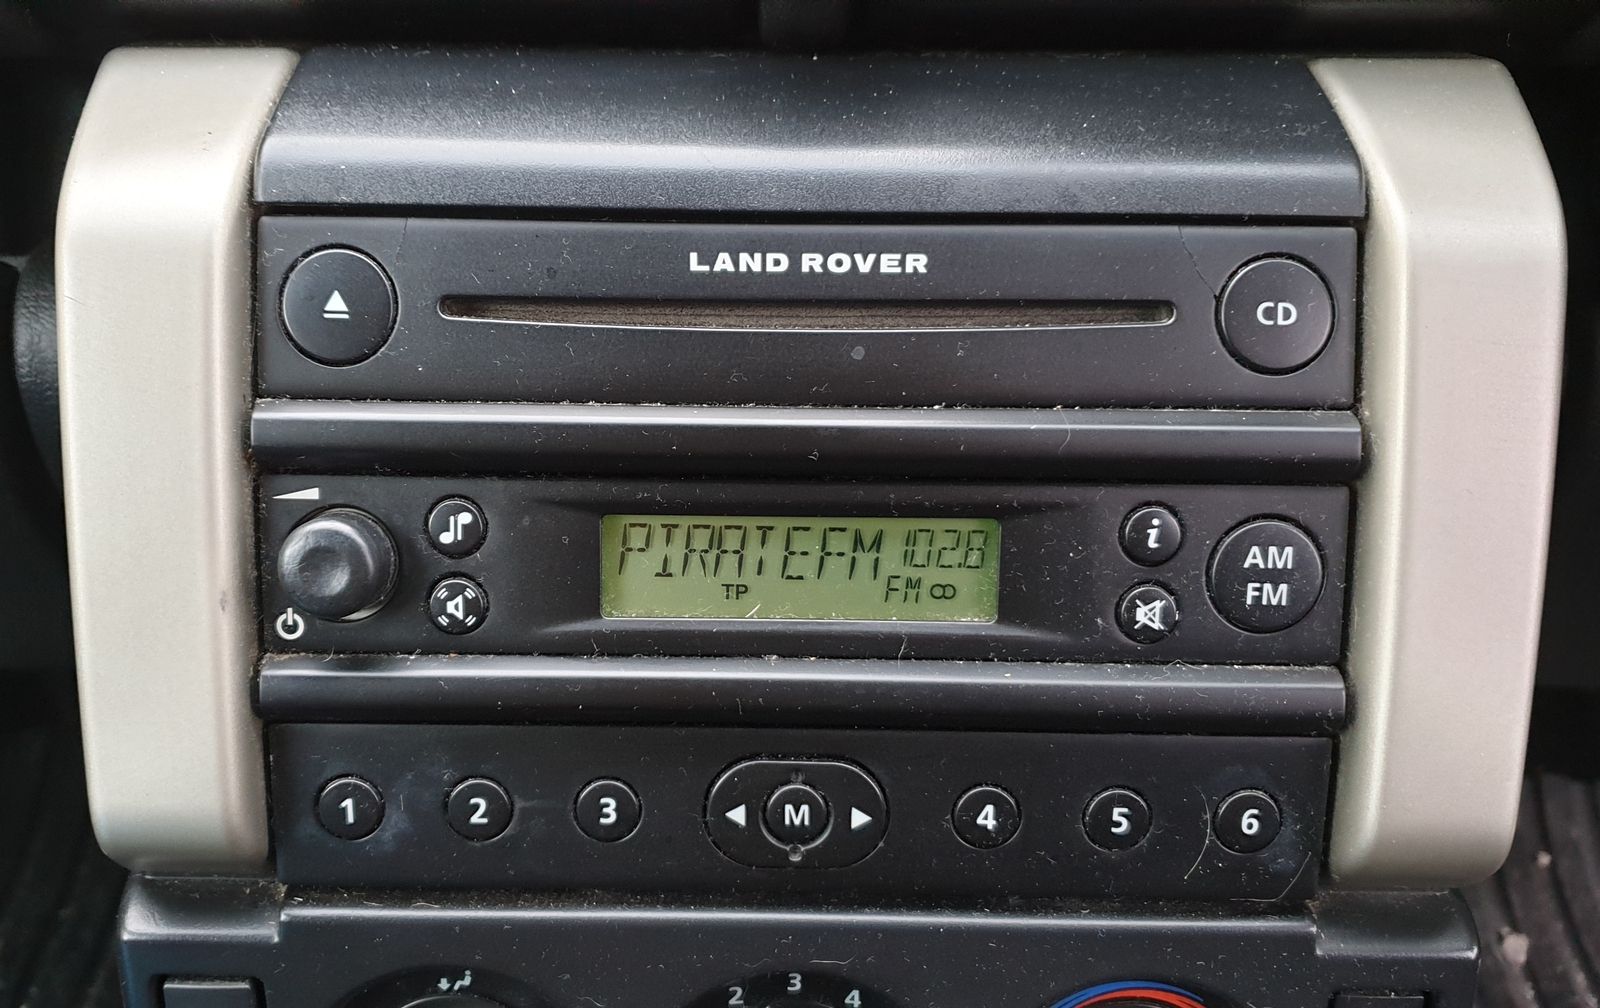 LAND ROVER
CD
PIRATEFM 102.8
TP FM
i
AM
FM
1 2 3 M 4 5 6
3
2 4